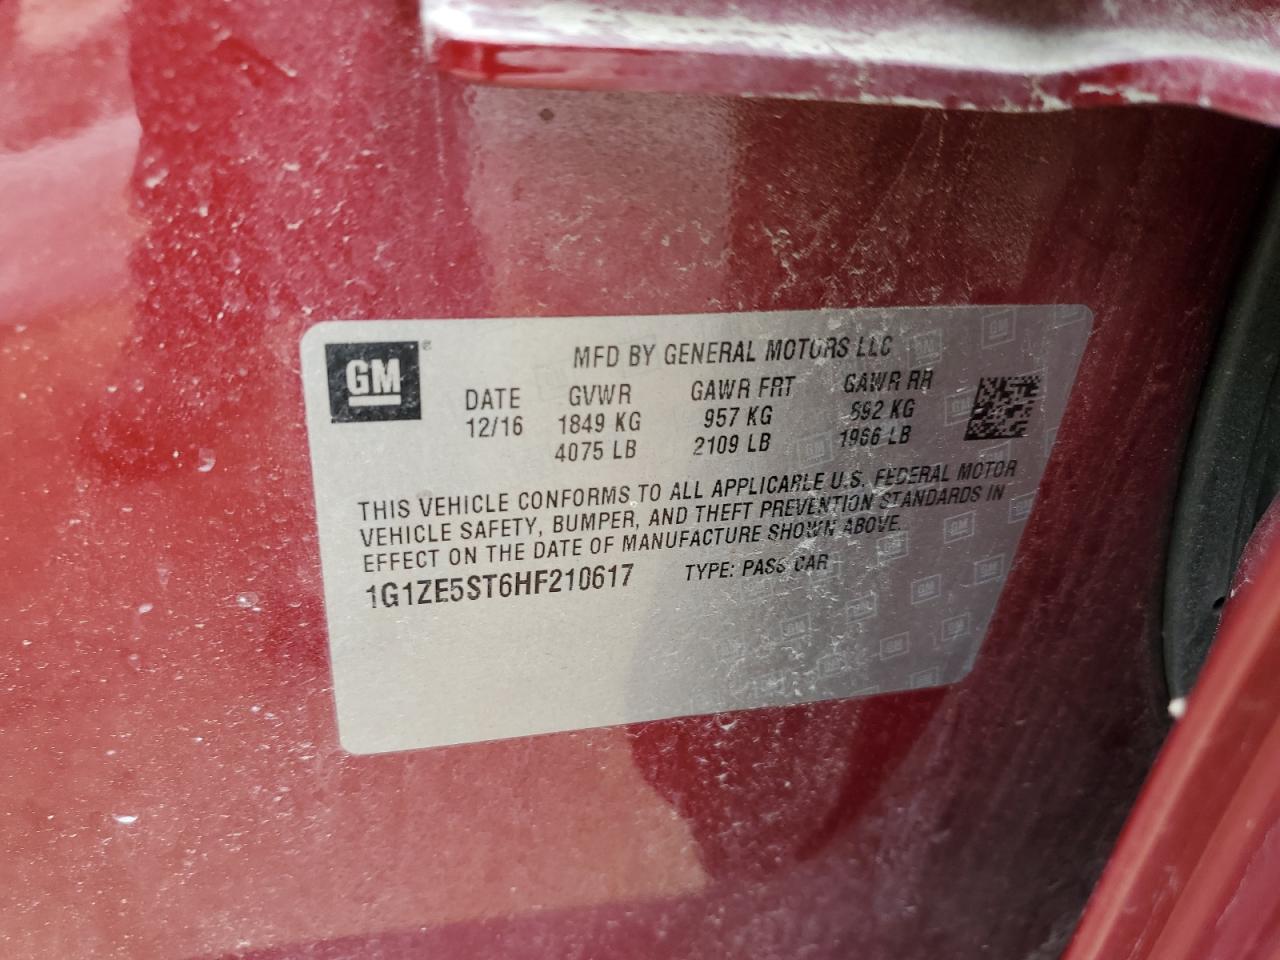 GM
MFD BY GENERAL MOTORS LLC
DATE GVWR GAWR FRT GAWR RR
12/16 1849 KG 957 KG 892 KG
4075 LB 2109 LB 1966 LB
THIS VEHICLE CONFORMS TO ALL APPLICABLE U.S. FEDERAL MOTOR
VEHICLE SAFETY, BUMPER, AND THEFT PREVENTION STANDARDS IN
EFFECT ON THE DATE OF MANUFACTURE SHOWN ABOVE.
1G1ZE5ST6HF210617 TYPE: PASS CAR